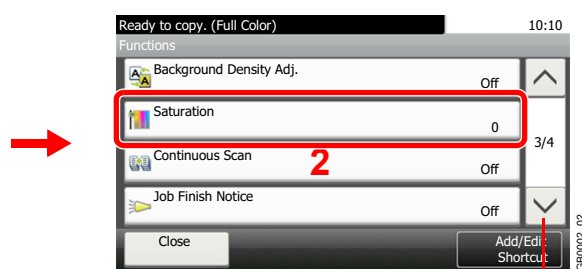 Ready to copy. (Full Color)
10:10
Functions
Background Density Adj.
Off
Saturation
0
3/4
Continuous Scan
2
Off
Job Finish Notice
Off
Close
Add/Edit
Shortcut
GB0002_02